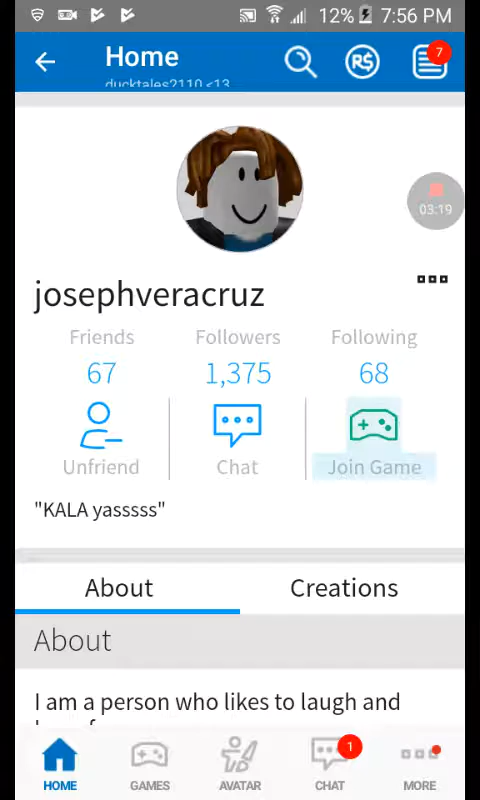 12% 7:56 PM
Home
ducktales2110 <13
R$
7
03:19
josephveracruz
Friends
Followers
Following
67
1,375
68
Unfriend
Chat
Join Game
"KALA yasssss"
About
Creations
About
I am a person who likes to laugh and
1
HOME
GAMES
AVATAR
CHAT
MORE